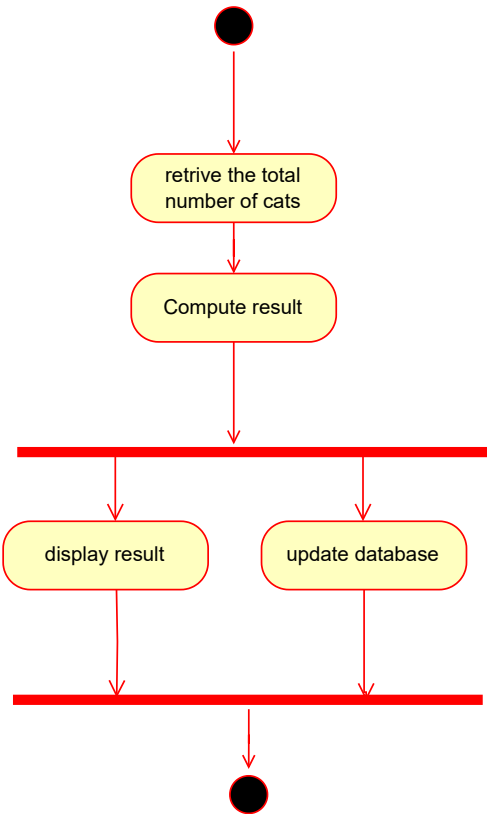 retrive the total
number of cats
Compute result
display result
update database